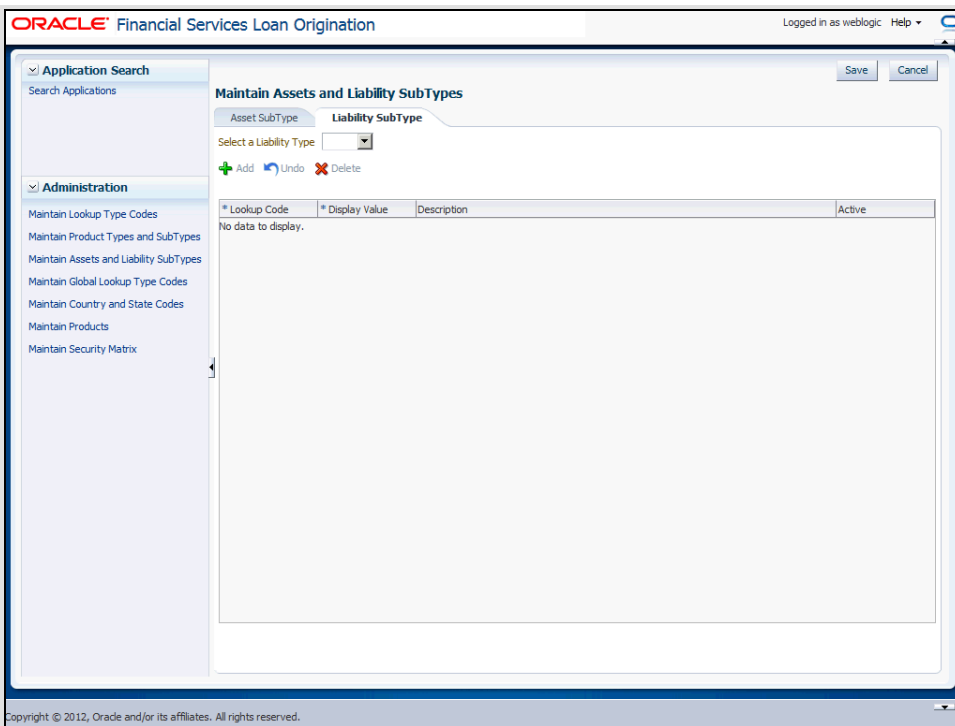 ORACLE Financial Services Loan Origination
Logged in as weblogic Help
Application Search
Search Applications
Administration
Maintain Lookup Type Codes
Maintain Product Types and SubTypes
Maintain Assets and Liability SubTypes
Maintain Global Lookup Type Codes
Maintain Country and State Codes
Maintain Products
Maintain Security Matrix
Save Cancel
Maintain Assets and Liability SubTypes
Asset SubType Liability SubType
Select a Liability Type
Add Undo Delete
* Lookup Code * Display Value Description Active
No data to display.
Copyright © 2012, Oracle and/or its affiliates. All rights reserved.